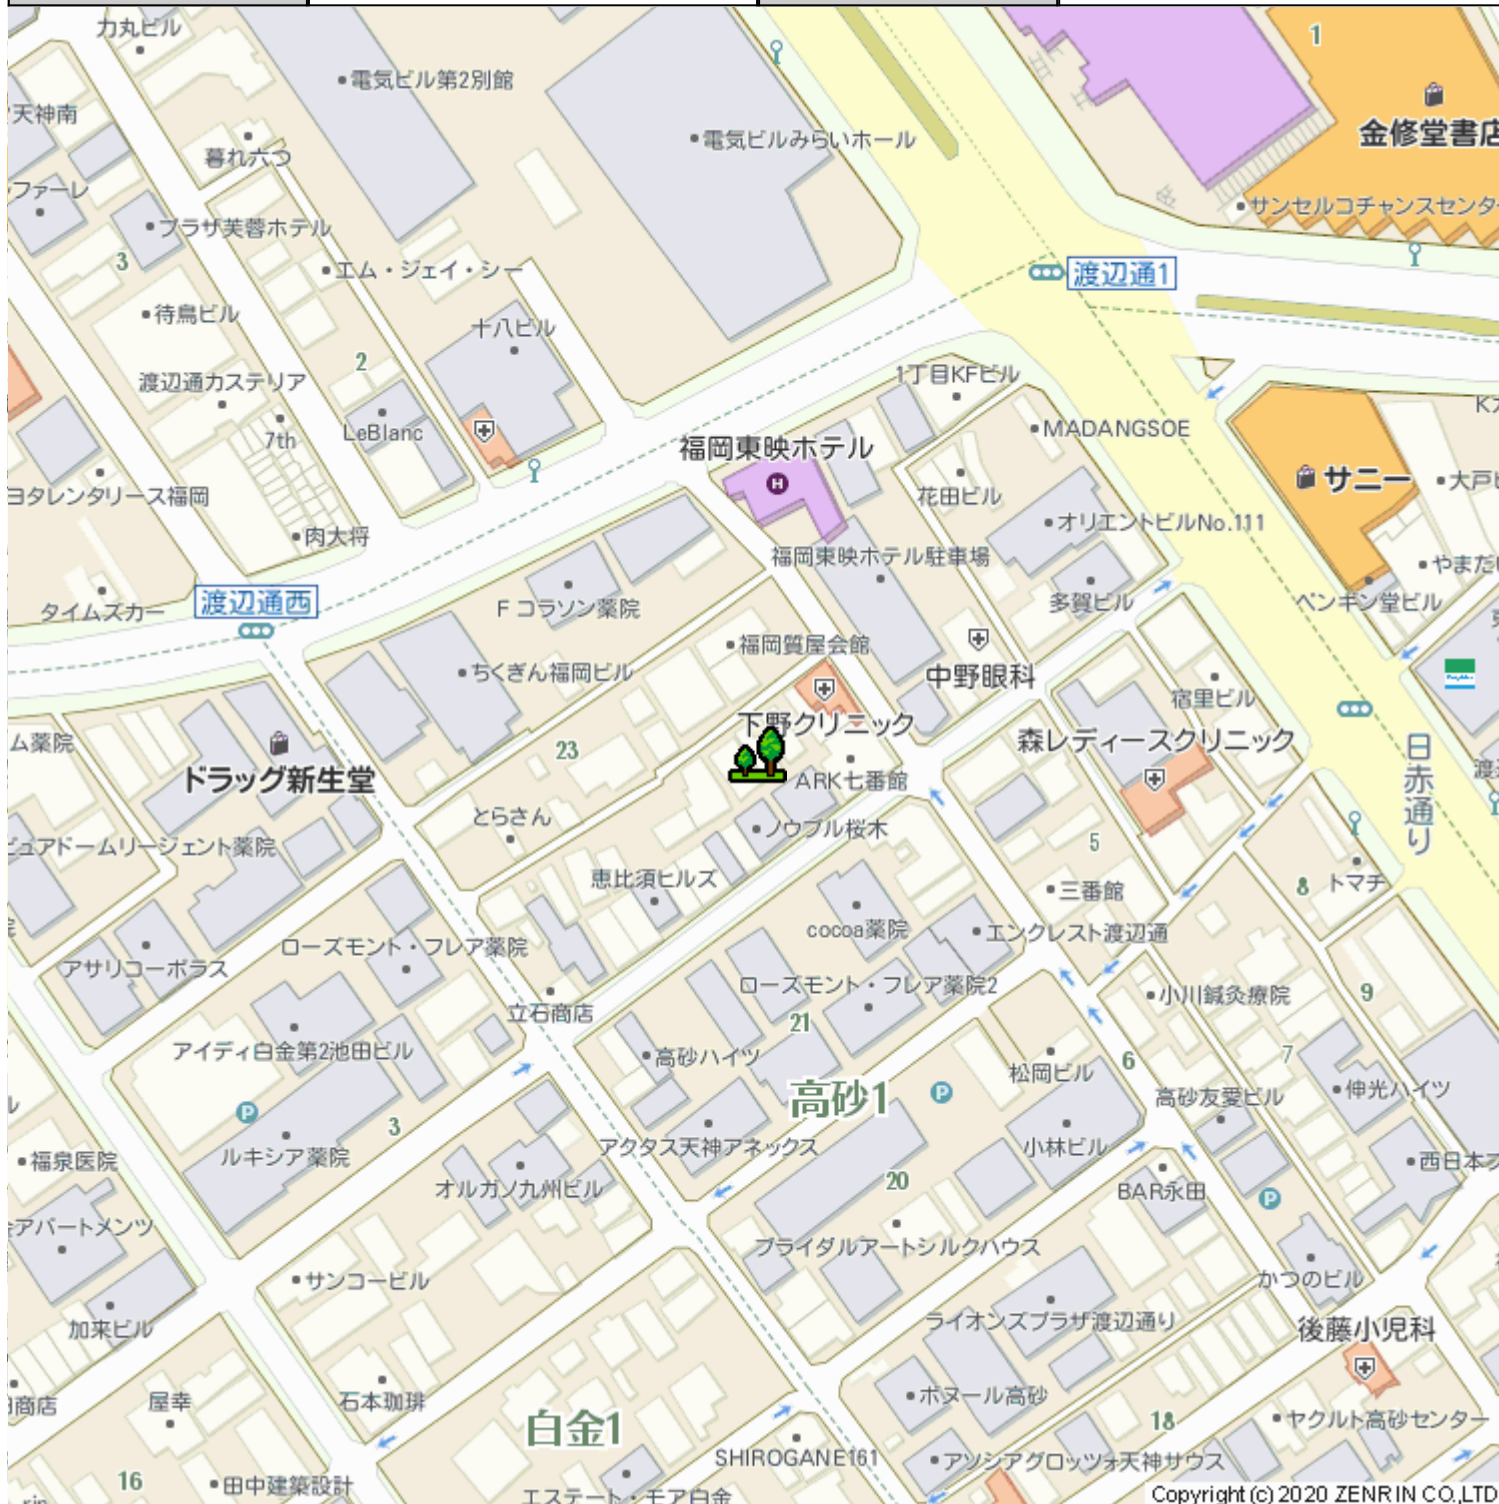 力丸ビル
1
電気ビル第2別館
天神南
金修堂書店
電気ビルみらいホール
暮れ六つ
ファーレ
サンセルコチャンスセンタ
プラザ芙蓉ホテル
3
エム・ジェイ・シー
渡辺通1
待鳥ビル
十八ビル
2
渡辺通カステリア
1丁目KFビル
7th
LeBlanc
MADANGSOE
福岡東映ホテル
H
サニー
大戸ビ
ヨタレンタリース福岡
花田ビル
オリエントビルNo.111
肉大将
福岡東映ホテル駐車場
やまだ
タイムズカー
渡辺通西
Fコラソン薬院
多賀ビル
ペンギン堂ビル
福岡質屋会館
ちくぎん福岡ビル
中野眼科
宿里ビル
下野クリニック
森レディースクリニック
ム薬院
23
日赤通り
渡
ドラッグ新生堂
ARK七番館
とらさん
ノウブル桜木
ピュアドームリージェント薬院
5
恵比須ヒルズ
三番館
8
トマチ
cocoa薬院
エンクレスト渡辺通
ローズモント・フレア薬院
アサリコーポラス
ローズモント・フレア薬院2
小川鍼灸療院
9
立石商店
21
アイディ白金第2池田ビル
高砂ハイツ
7
松岡ビル
6
高砂1
P
高砂友愛ビル
伸光ハイツ
P
3
ルキシア薬院
アクタス天神アネックス
小林ビル
福泉医院
西日本フ
オルガノ九州ビル
20
BAR永田
P
アパートメンツ
ブライダルアートシルクハウス
サンコービル
かつのビル
加来ビル
ライオンズプラザ渡辺通り
後藤小児科
商店
屋幸
石本珈琲
ボヌール高砂
白金1
18
ヤクルト高砂センター
SHIROGANE161
アソシアグロッツォ天神サウス
16
田中建築設計
エステート・モア白金
Copyright (c) 2020 ZENRIN CO.,LTD